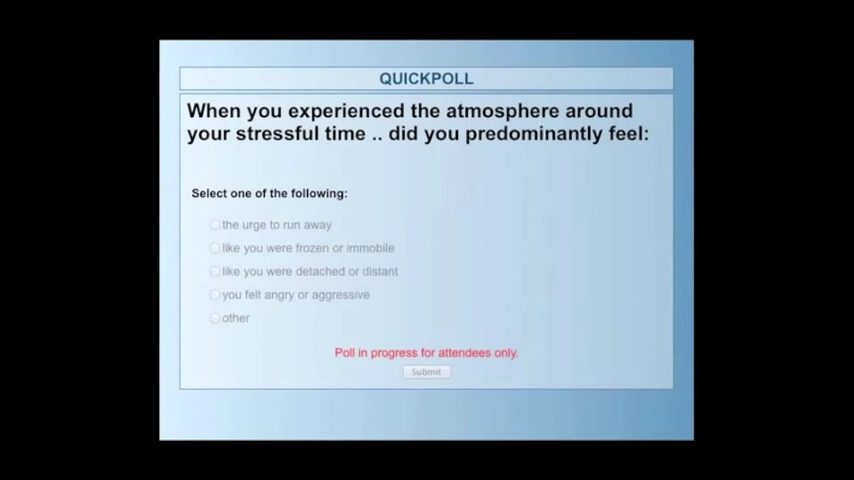 QUICKPOLL
When you experienced the atmosphere around
your stressful time .. did you predominantly feel:
Select one of the following:
the urge to run away
like you were frozen or immobile
like you were detached or distant
you felt angry or aggressive
other
Poll in progress for attendees only.
Submit